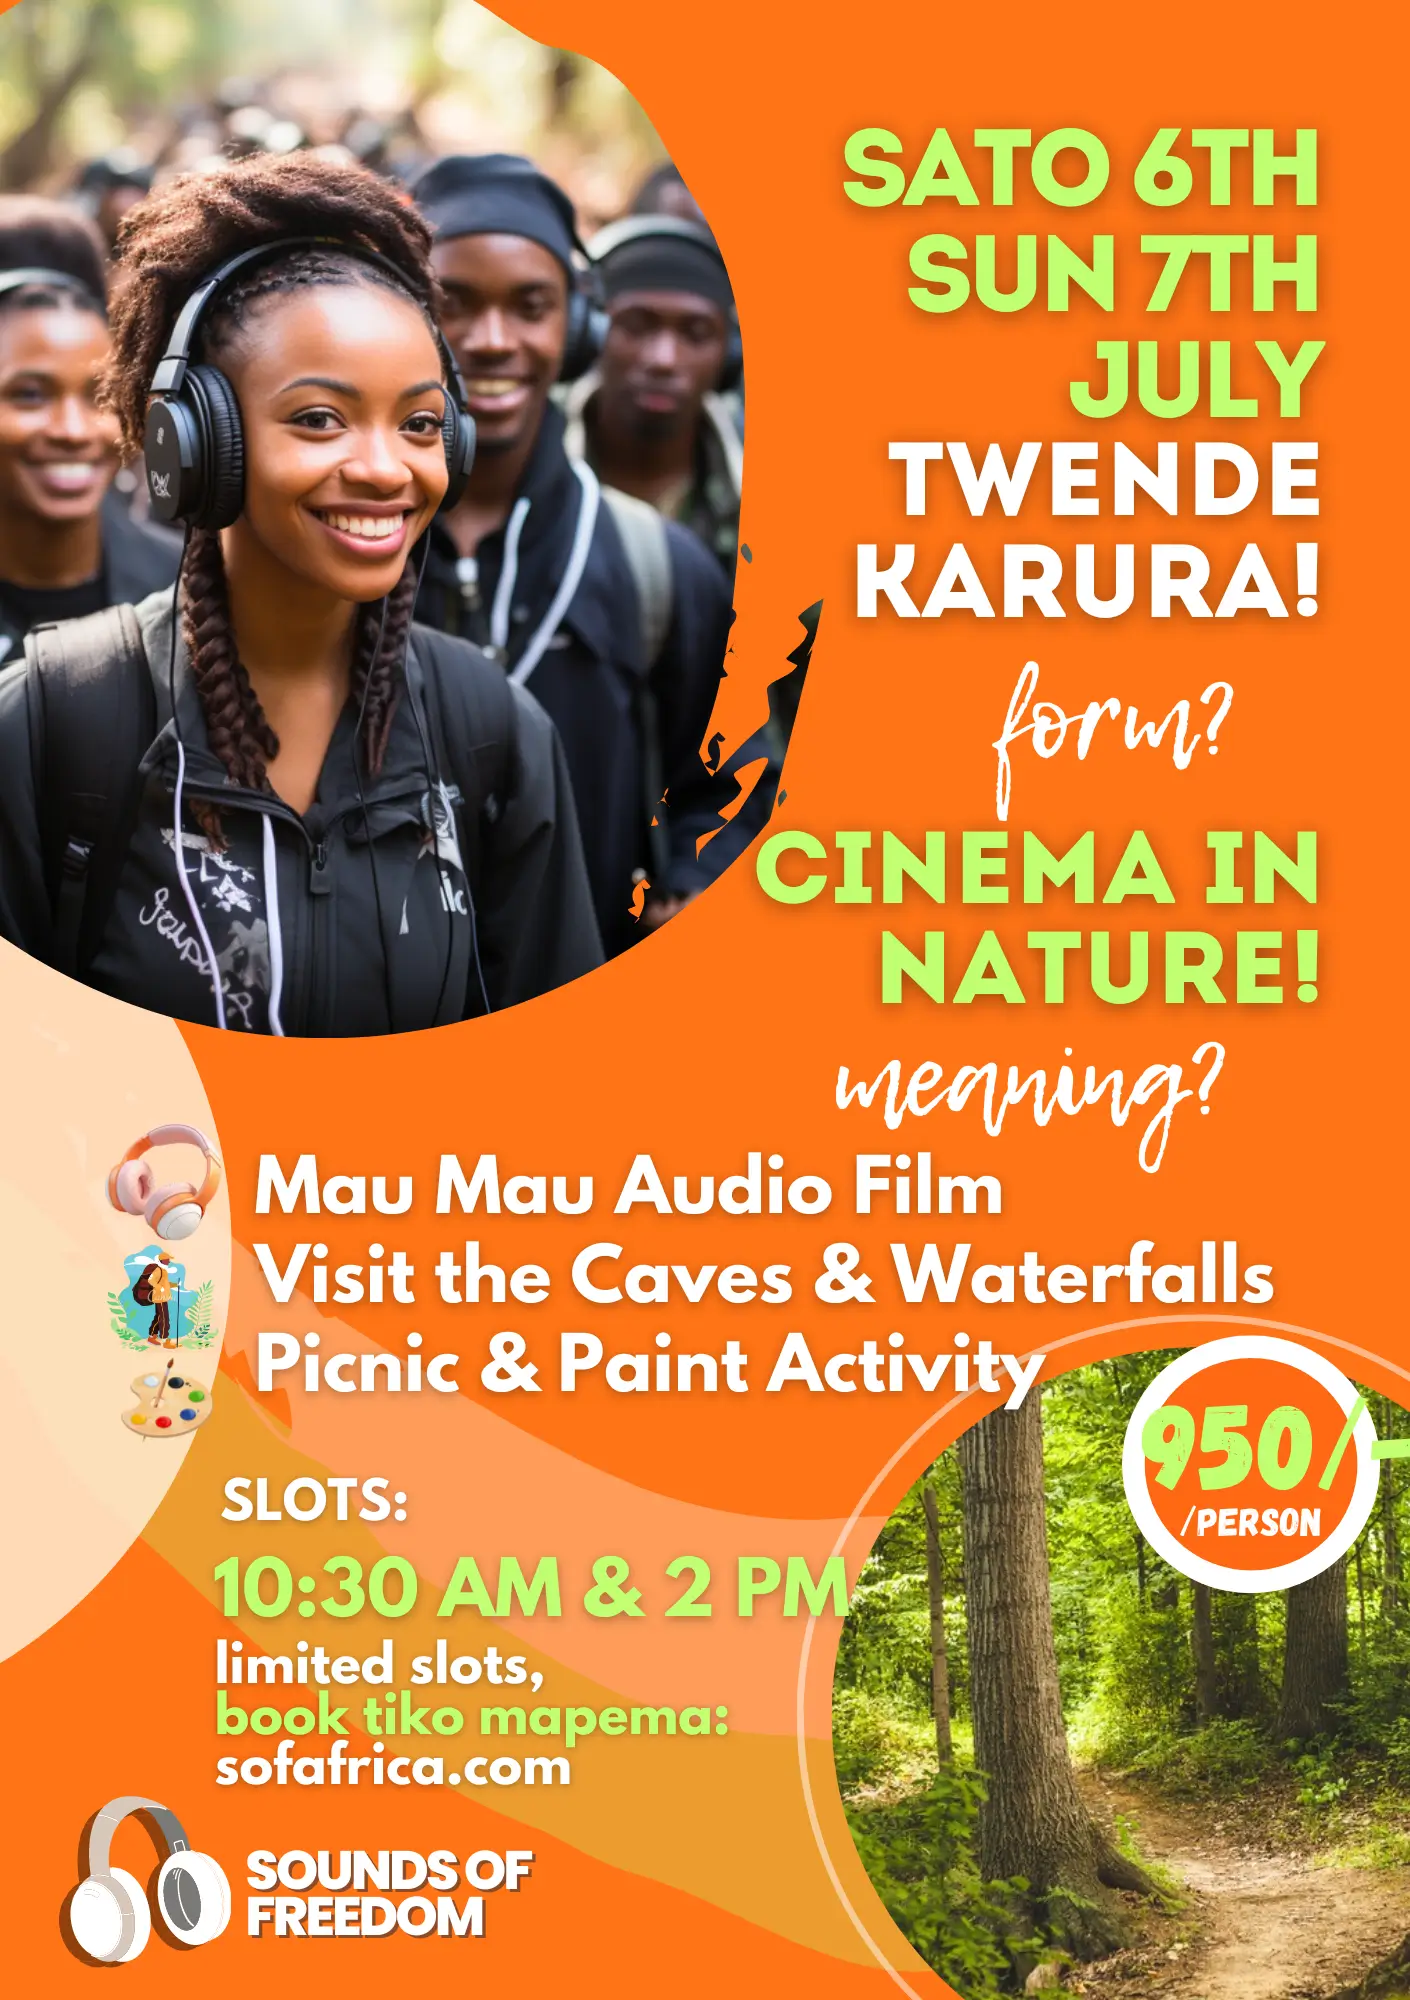 SATO 6TH
SUN 7TH
JULY
TWENDE
KARURA!
form?
CINEMA IN
NATURE!
meaning?
Mau Mau Audio Film
Visit the Caves & Waterfalls
Picnic & Paint Activity
950/-
/PERSON
SLOTS:
10:30 AM & 2 PM
limited slots,
book tiko mapema:
sofafrica.com
SOUNDS OF
FREEDOM